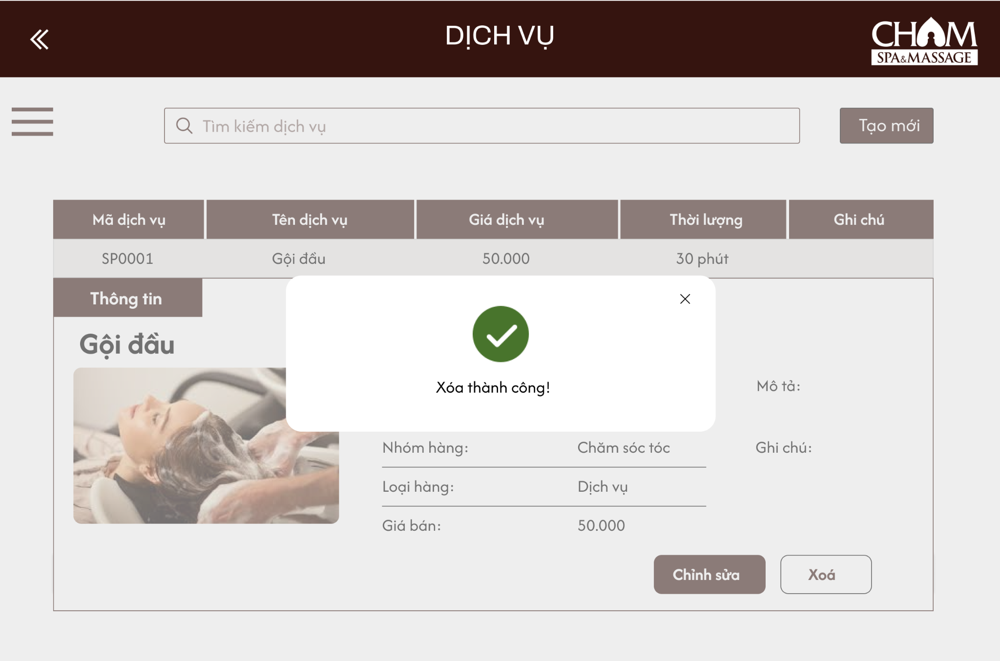 DỊCH VỤ
CHAM
SPA&MASSAGE
Tìm kiếm dịch vụ
Tạo mới
Mã dịch vụ Tên dịch vụ Giá dịch vụ Thời lượng Ghi chú
SP0001 Gội đầu 50.000 30 phút
Thông tin
Gội đầu
Xóa thành công!
Mô tả:
Nhóm hàng: Chăm sóc tóc Ghi chú:
Loại hàng: Dịch vụ
Giá bán: 50.000
Chỉnh sửa Xoá